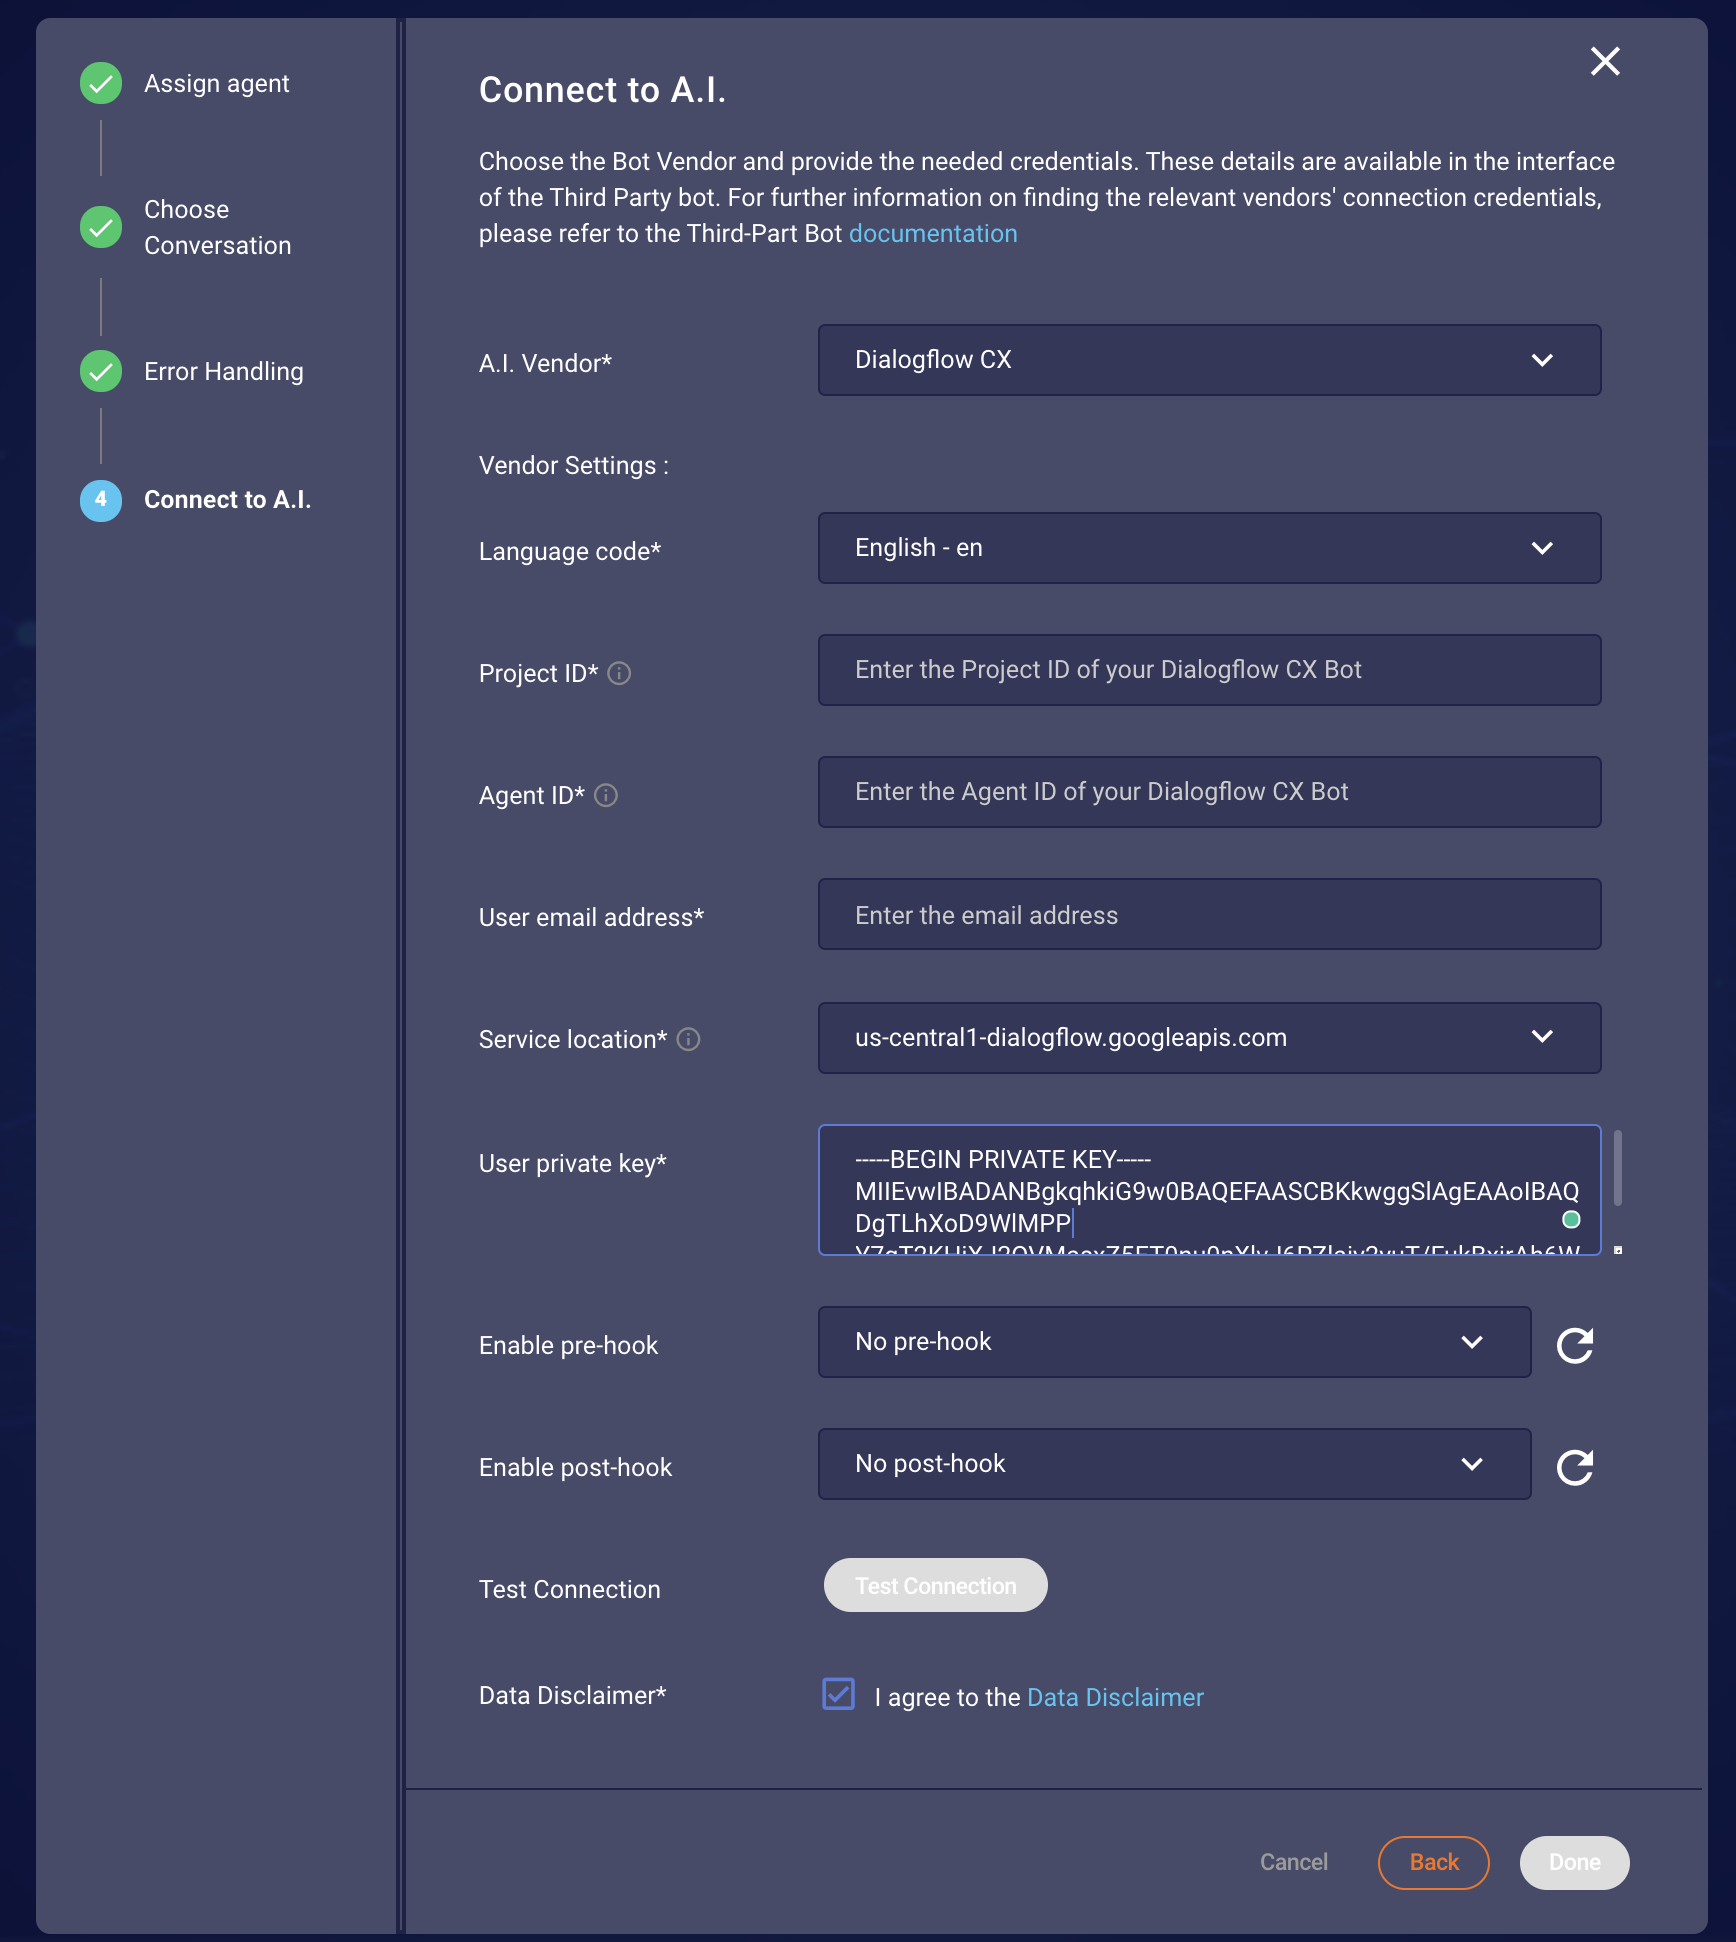 Assign agent
Choose
Conversation
Error Handling
4 Connect to A.I.
Connect to A.I.
Choose the Bot Vendor and provide the needed credentials. These details are available in the interface
of the Third Party bot. For further information on finding the relevant vendors' connection credentials,
please refer to the Third-Part Bot documentation
A.I. Vendor*
Dialogflow CX
Vendor Settings :
Language code*
English - en
Project ID*
Enter the Project ID of your Dialogflow CX Bot
Agent ID*
Enter the Agent ID of your Dialogflow CX Bot
User email address*
Enter the email address
Service location*
us-central1-dialogflow.googleapis.com
User private key*
-----BEGIN PRIVATE KEY-----
MIIEvwIBADANBgkqhkiG9w0BAQEFAASCBKkwggSlAgEAAoIBAQ
DgTLhXoD9WlMPP
Enable pre-hook
No pre-hook
Enable post-hook
No post-hook
Test Connection
Test Connection
Data Disclaimer*
I agree to the Data Disclaimer
Cancel
Back
Done